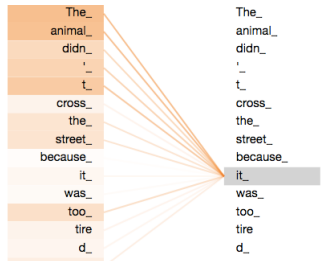 The_ The_
animal_ animal_
didn_ didn_
'_ '_
t_ t_
cross_ cross_
the_ the_
street_ street_
because_ because_
it_ it_
was_ was_
too_ too_
tire tire
d_ d_